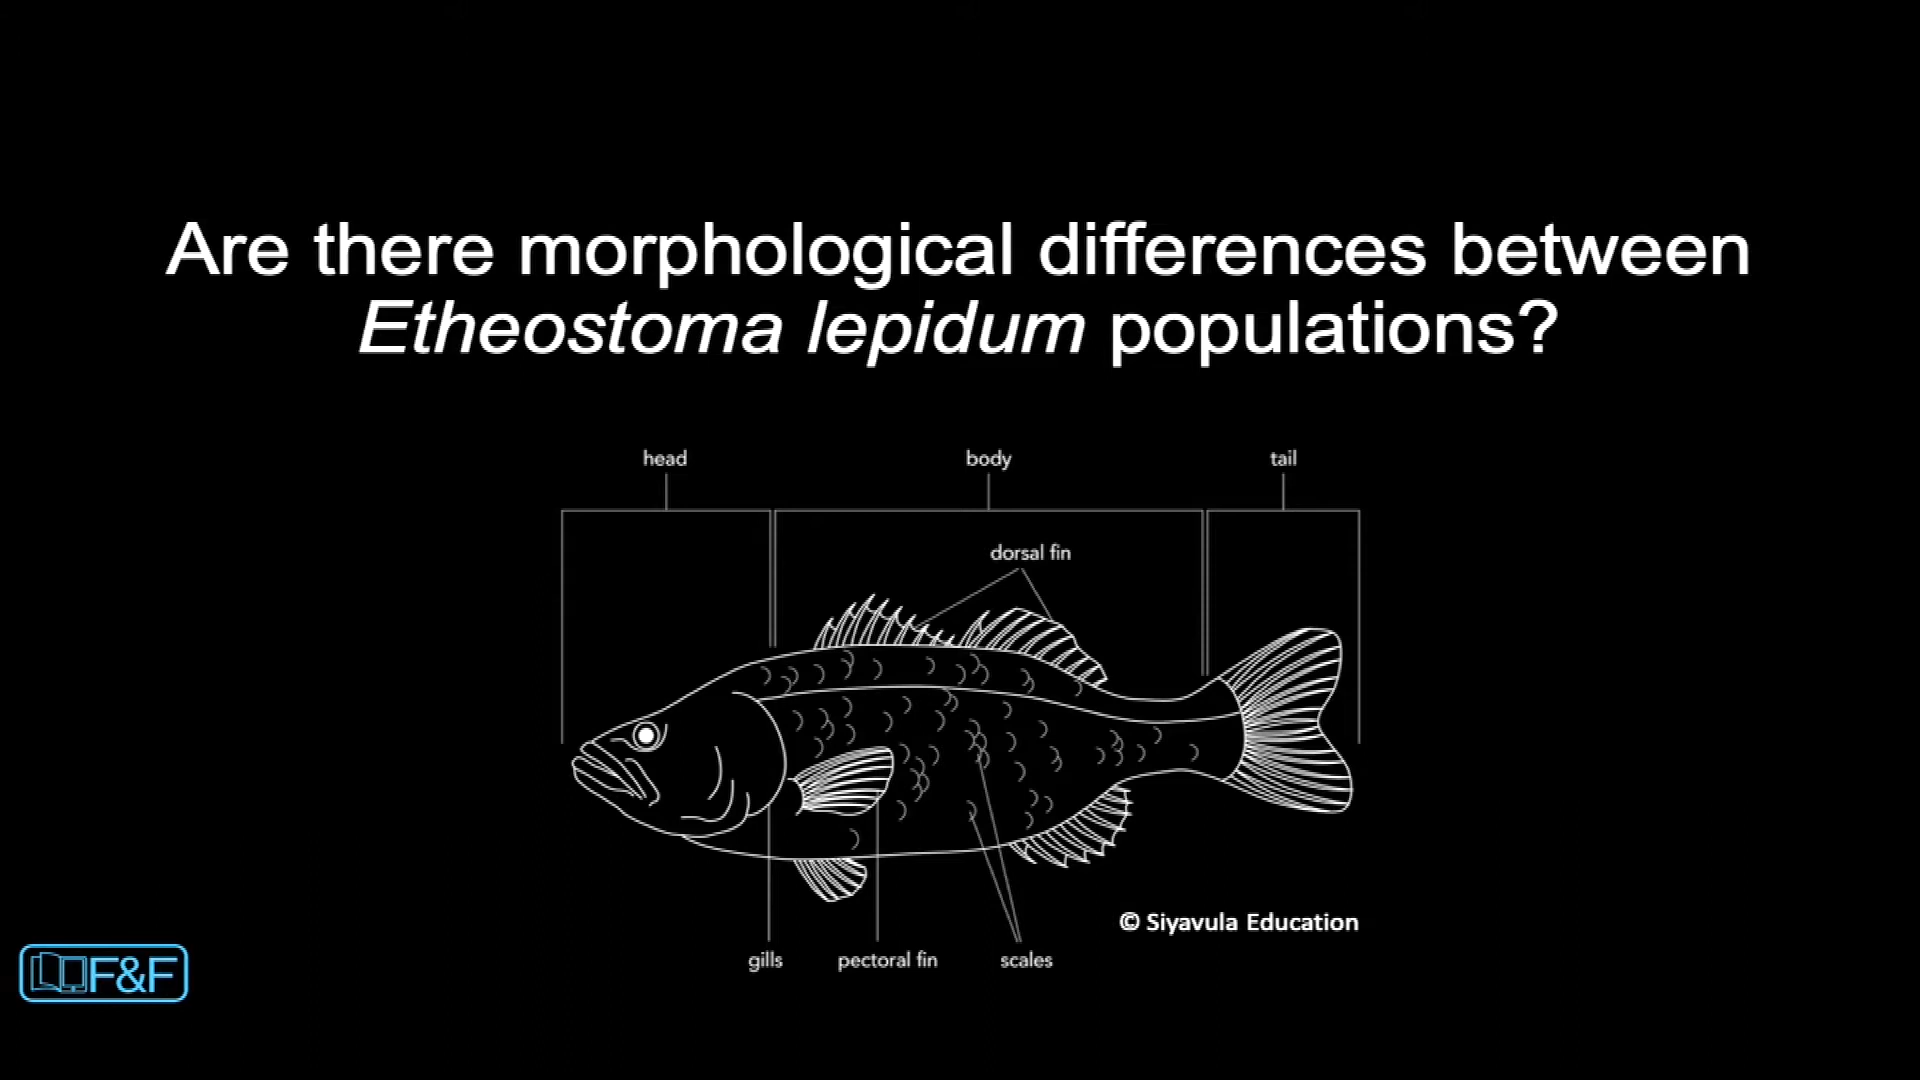 Are there morphological differences between
Etheostoma lepidum populations?
head body tail
dorsal fin
© Siyavula Education
gills pectoral fin scales
F&F